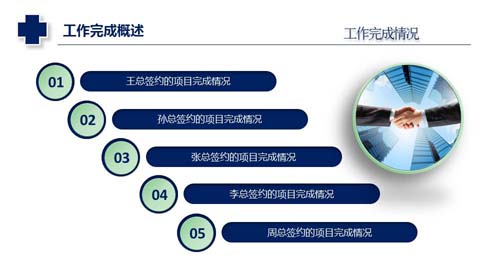 工作完成概述
工作完成情况
01
王总签约的项目完成情况
02
孙总签约的项目完成情况
03
张总签约的项目完成情况
04
李总签约的项目完成情况
05
周总签约的项目完成情况